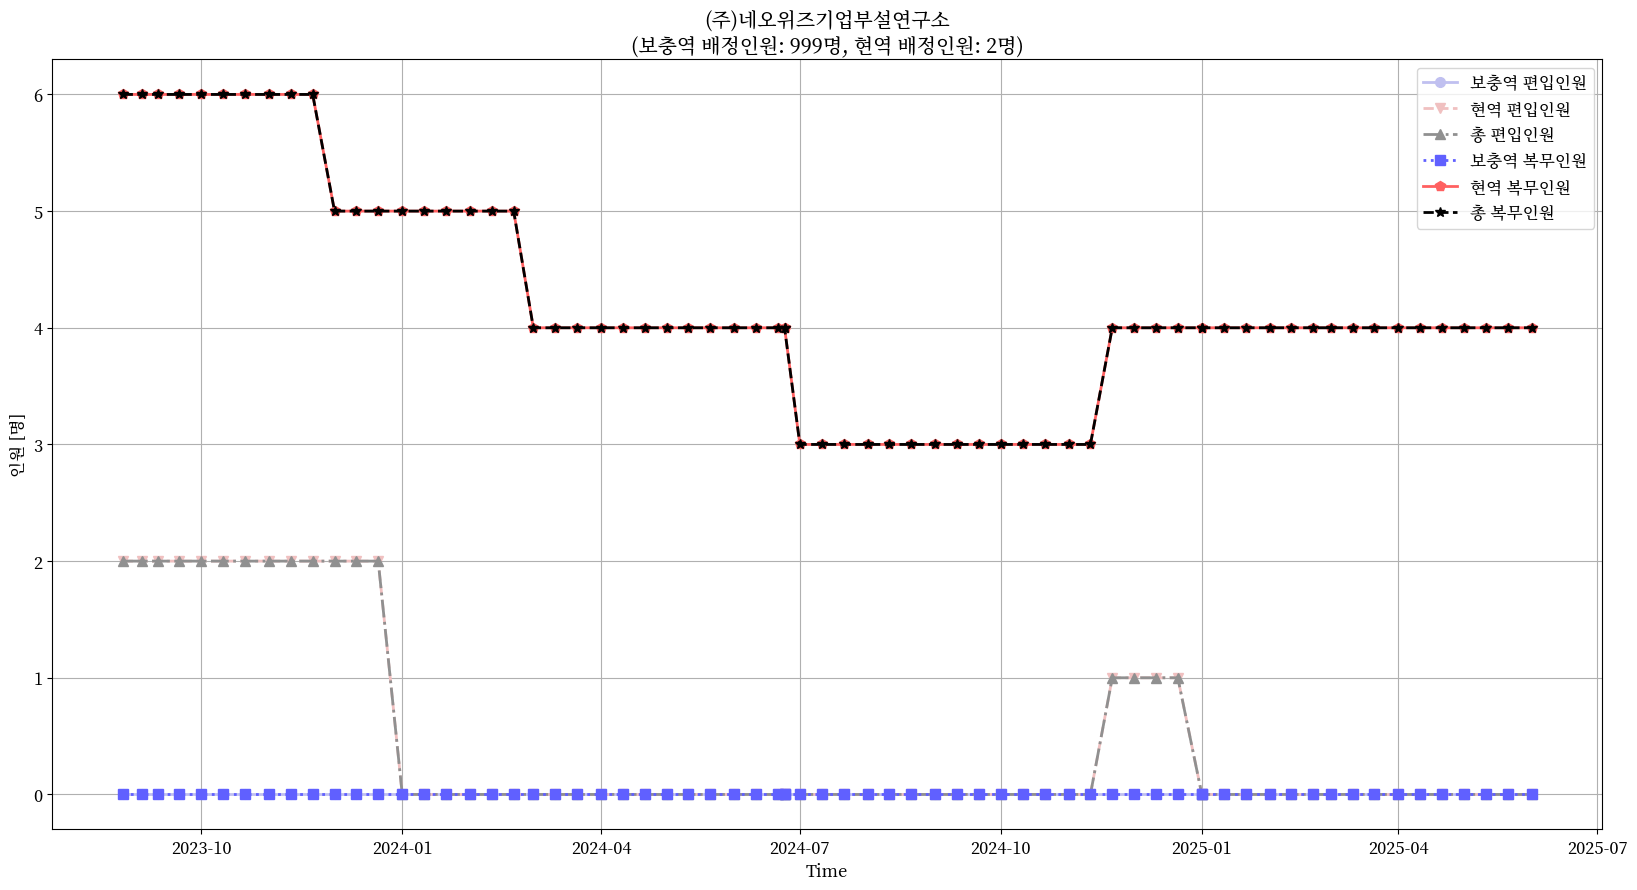 (주)네오위즈기업부설연구소
(보충역 배정인원: 999명, 현역 배정인원: 2명)
보충역 편입인원
현역 편입인원
총 편입인원
보충역 복무인원
현역 복무인원
총 복무인원
인원 [명]
6
5
4
3
2
1
0
2023-10
2024-01
2024-04
2024-07
2024-10
2025-01
2025-04
2025-07
Time